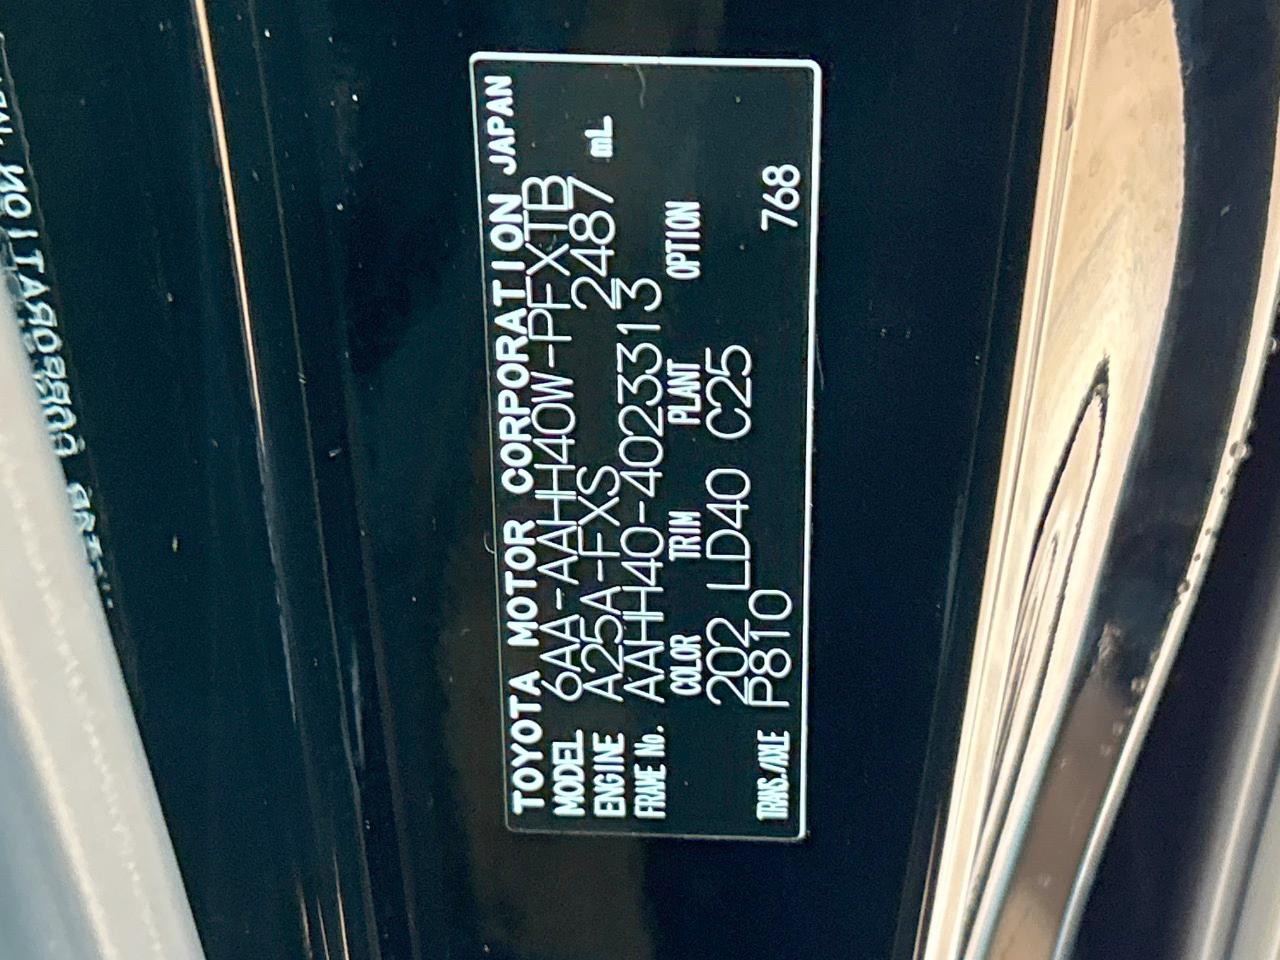 TOYOTA MOTOR CORPORATION JAPAN
MODEL 6AA-AAHH40W-PFXTB
ENGINE A25A-FXS 2487 mL
FRAME No. AAHH40-4023313
COLOR TRIM PLANT OPTION
202 LD40 C25
TRANS./AXLE P810 768